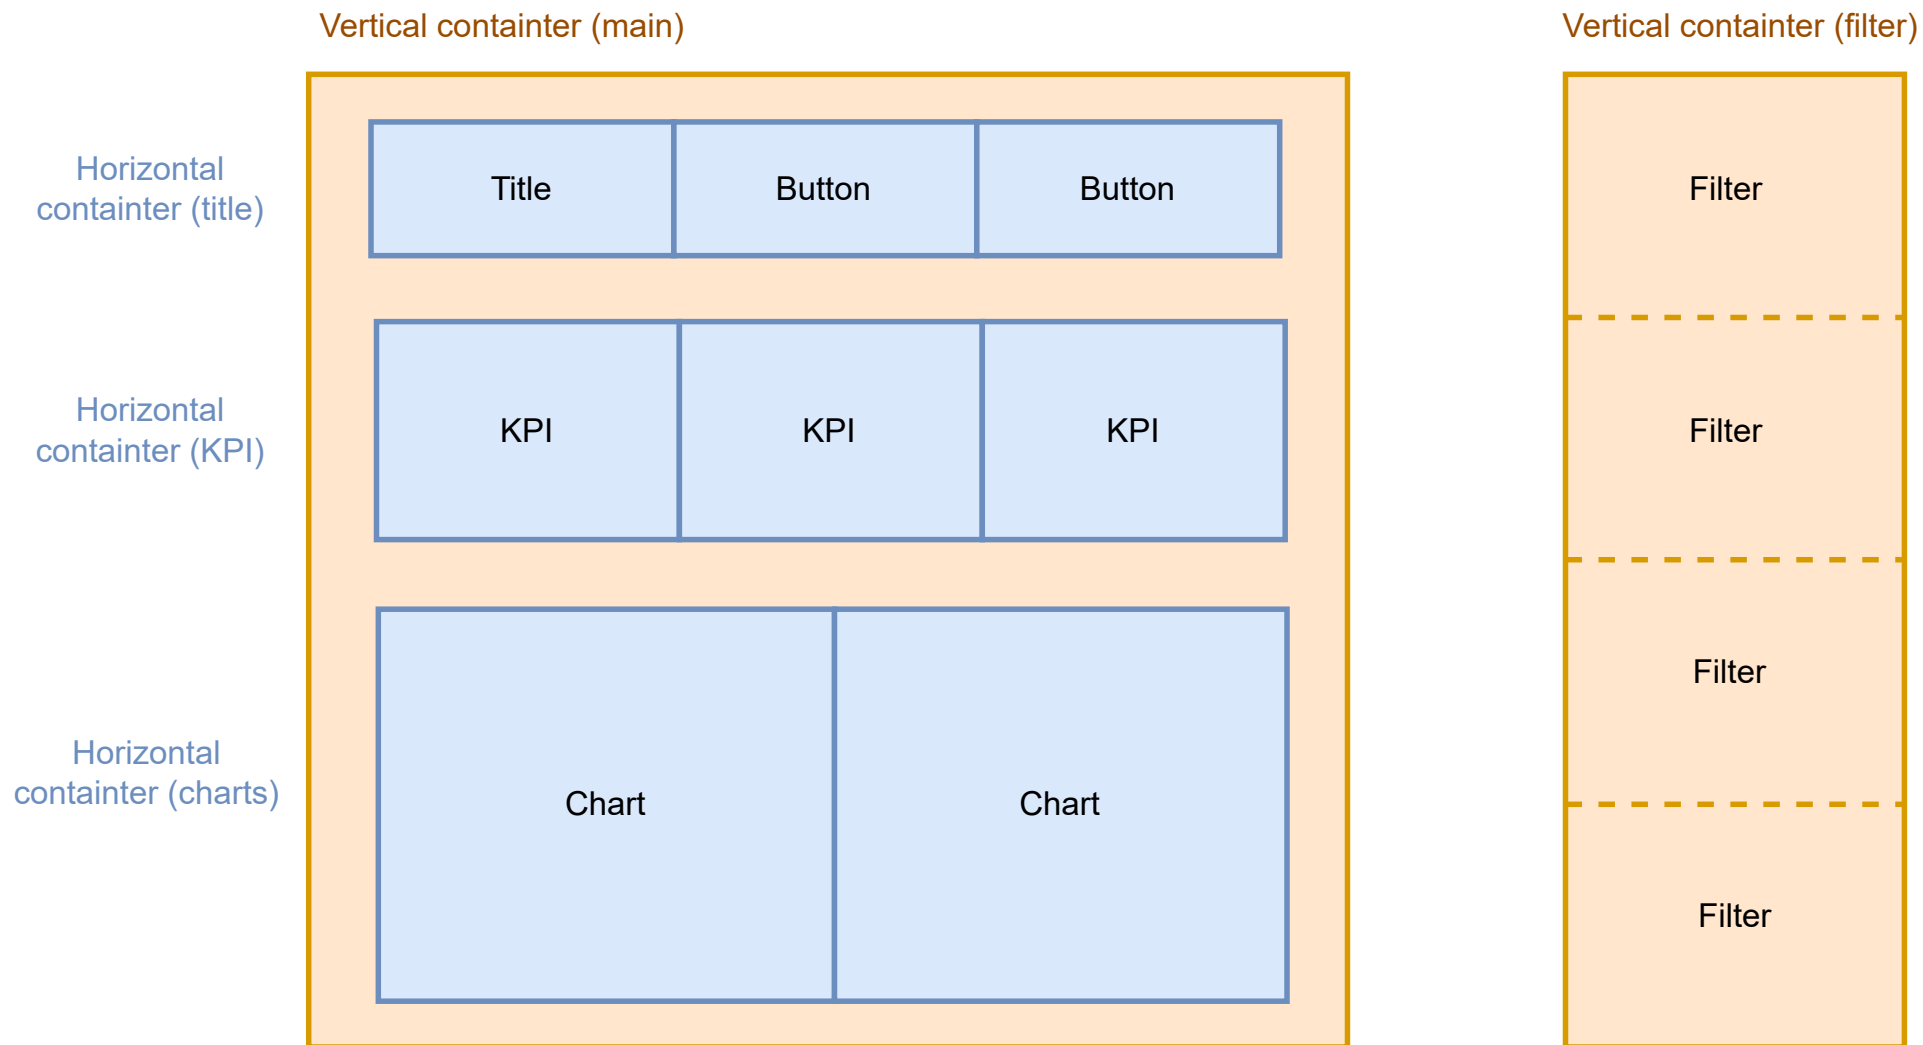 Vertical containter (main)
Vertical containter (filter)
Horizontal
containter (title)
Title
Button
Button
Filter
Horizontal
containter (KPI)
KPI
KPI
KPI
Filter
Filter
Horizontal
containter (charts)
Chart
Chart
Filter